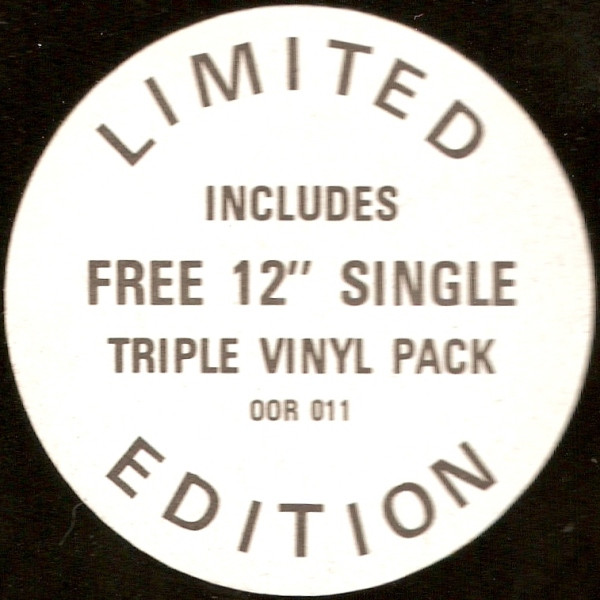 LIMITED
INCLUDES
FREE 12" SINGLE
TRIPLE VINYL PACK
OOR 011
EDITION